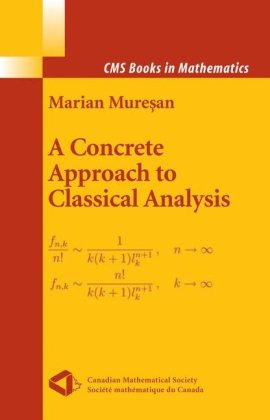 CMS Books in Mathematics
Marian Mureşan
A Concrete
Approach to
Classical Analysis
f_{n,k}/n! ~ 1/(k(k+1)l_k^{n+1}), n → ∞
f_{n,k} ~ n!/(k(k+1)l_k^{n+1}), k → ∞
Canadian Mathematical Society
Société mathématique du Canada